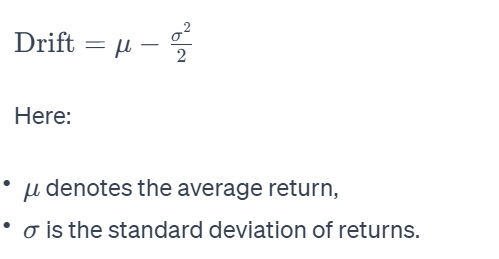 Drift = μ − σ²/2
Here:
• μ denotes the average return,
• σ is the standard deviation of returns.